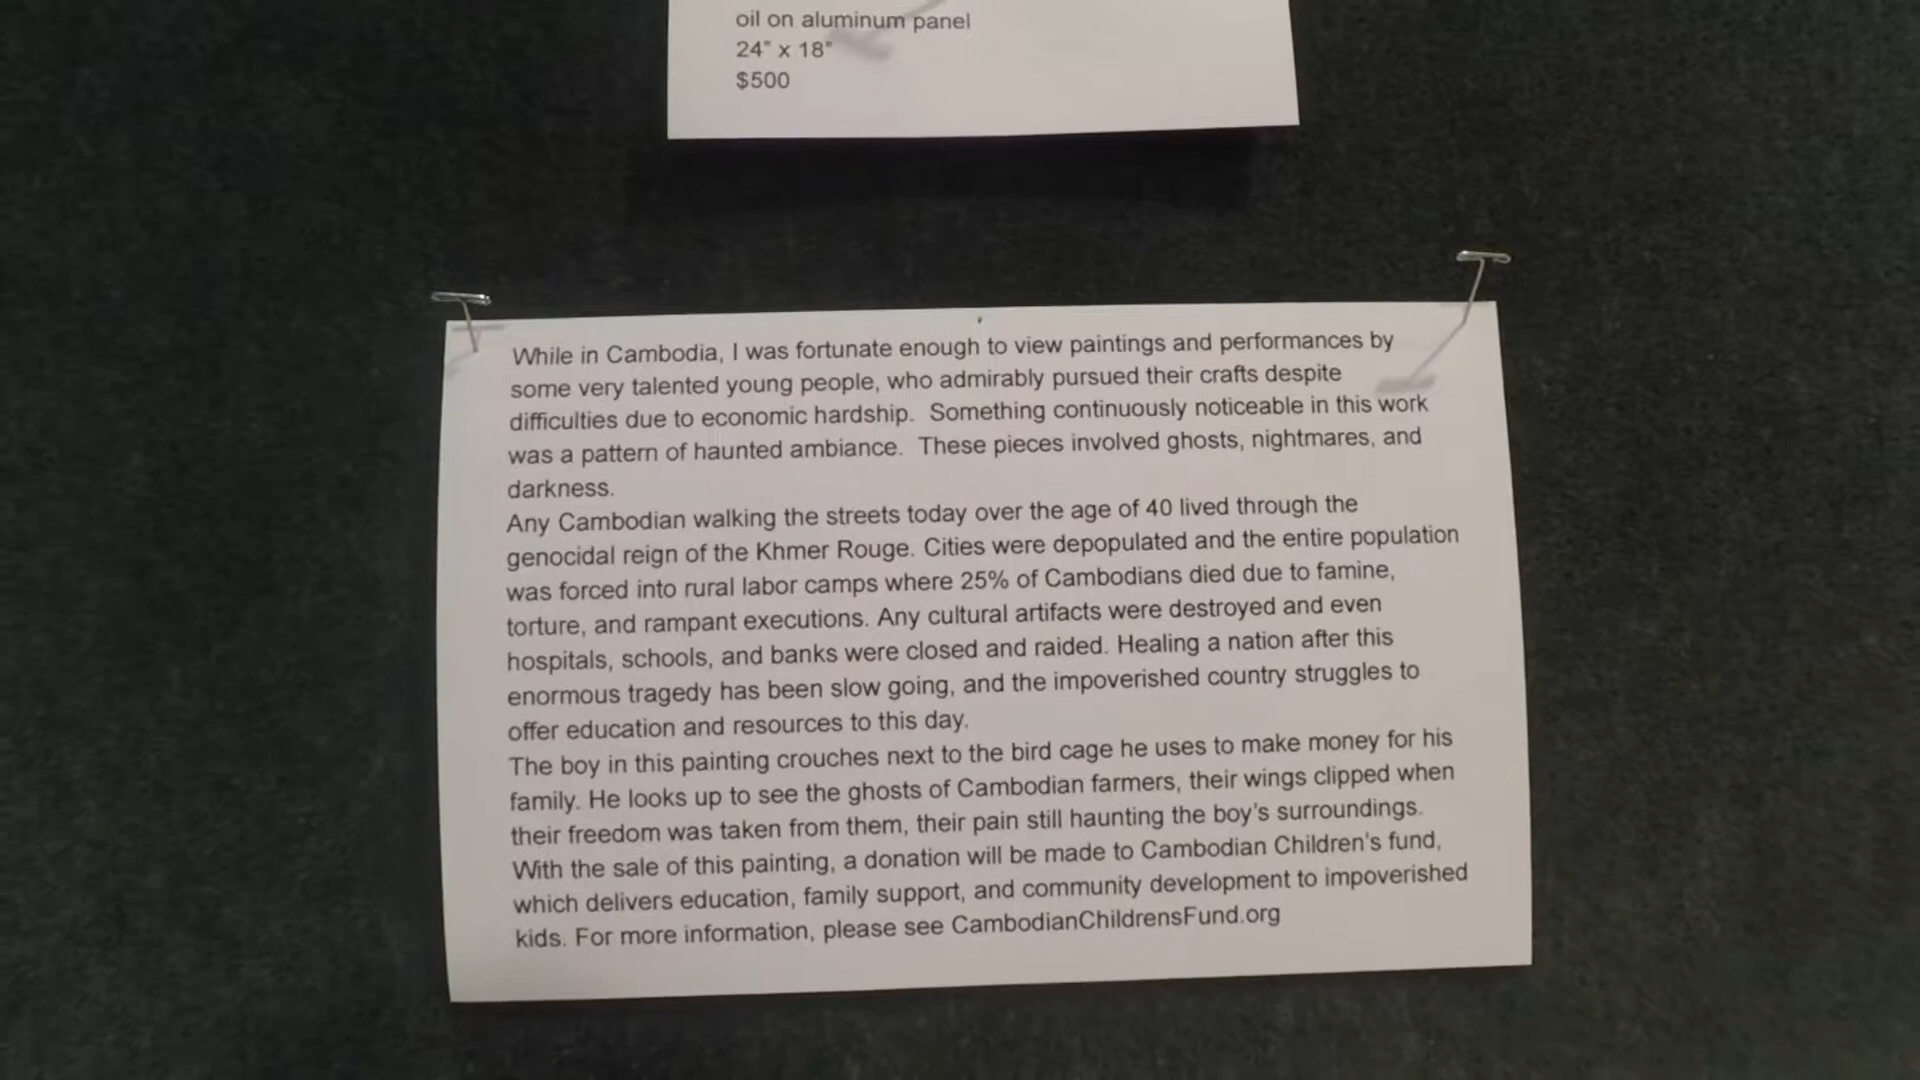 oil on aluminum panel
24" x 18"
$500
While in Cambodia, I was fortunate enough to view paintings and performances by
some very talented young people, who admirably pursued their crafts despite
difficulties due to economic hardship.  Something continuously noticeable in this work
was a pattern of haunted ambiance.  These pieces involved ghosts, nightmares, and
darkness.
Any Cambodian walking the streets today over the age of 40 lived through the
genocidal reign of the Khmer Rouge. Cities were depopulated and the entire population
was forced into rural labor camps where 25% of Cambodians died due to famine,
torture, and rampant executions. Any cultural artifacts were destroyed and even
hospitals, schools, and banks were closed and raided. Healing a nation after this
enormous tragedy has been slow going, and the impoverished country struggles to
offer education and resources to this day.
The boy in this painting crouches next to the bird cage he uses to make money for his
family. He looks up to see the ghosts of Cambodian farmers, their wings clipped when
their freedom was taken from them, their pain still haunting the boy's surroundings.
With the sale of this painting, a donation will be made to Cambodian Children's fund,
which delivers education, family support, and community development to impoverished
kids. For more information, please see CambodianChildrensFund.org